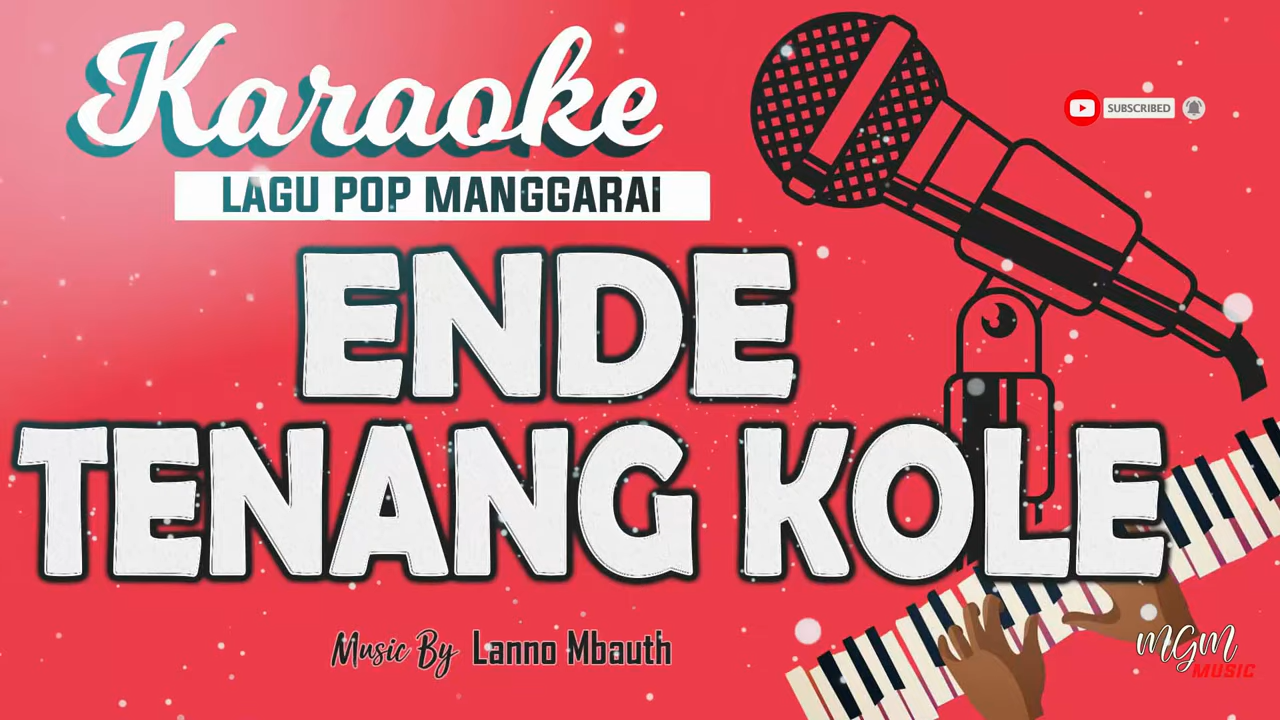 Karaoke
SUBSCRIBED
LAGU POP MANGGARAI
ENDE
TENANG KOLE
Music By Lanno Mbauth
MGM
MUSIC